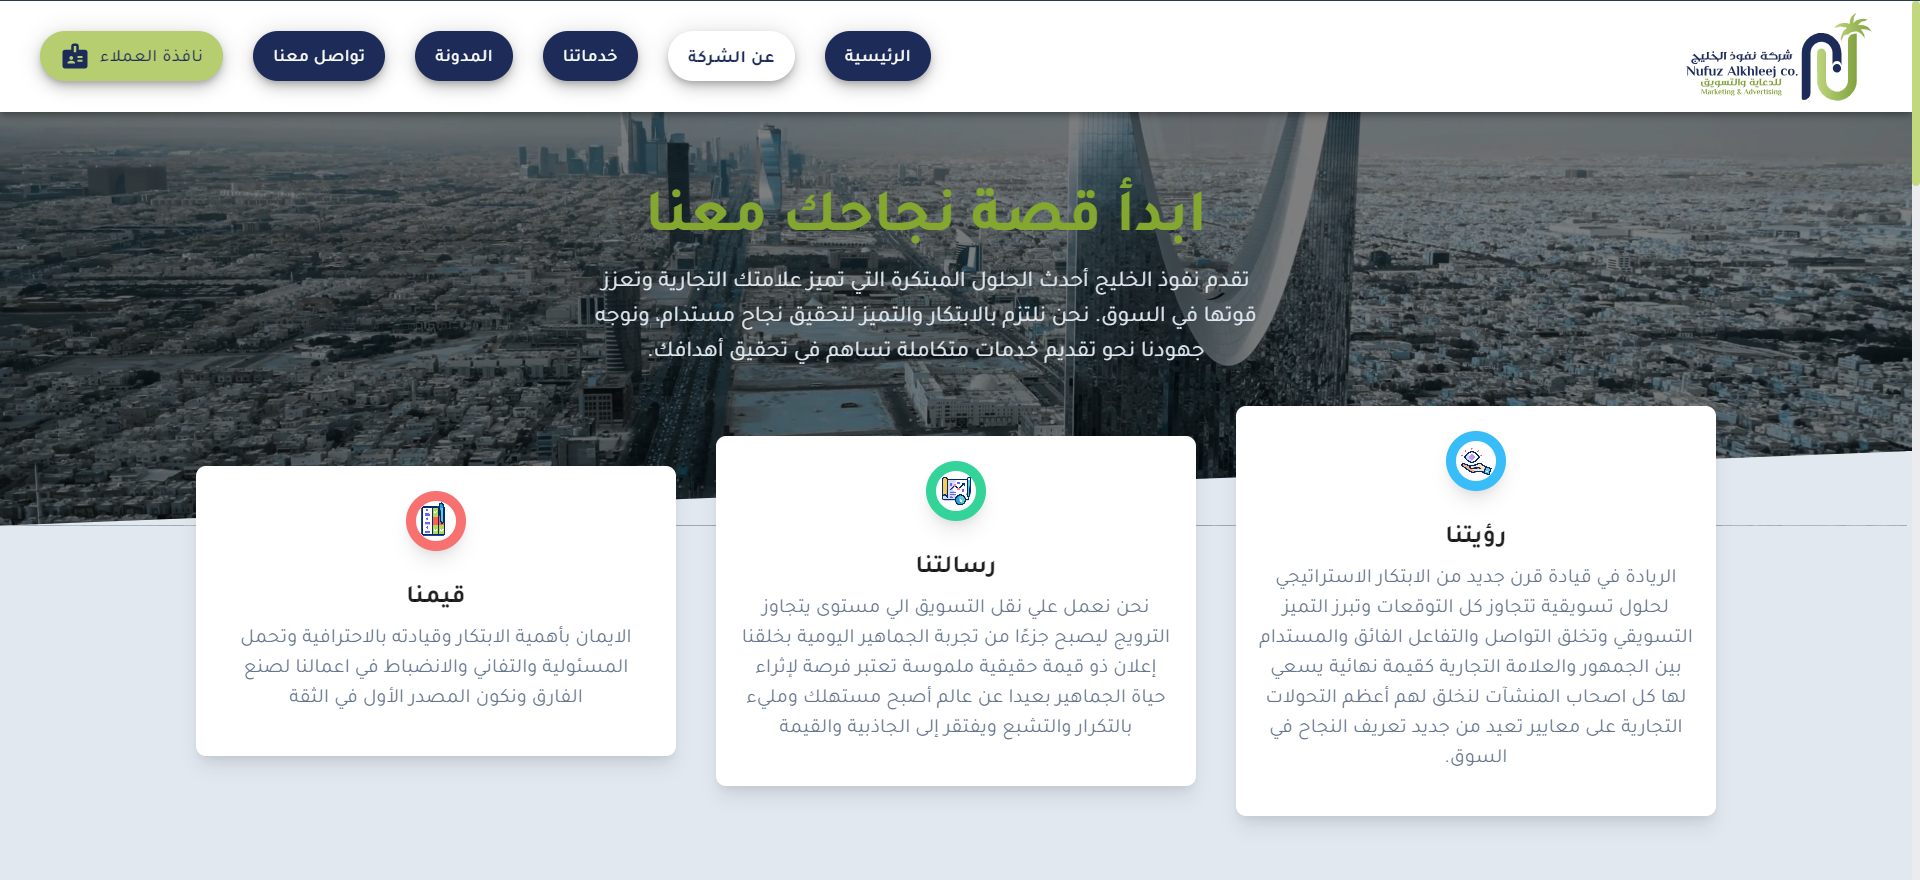 شركة نفوذ الخليج
Nufuz Alkhleej co.
للدعاية والتسويق
Marketing & Advertising
الرئيسية
عن الشركة
خدماتنا
المدونة
تواصل معنا
نافذة العملاء
ابدأ قصة نجاحك معنا
تقدم نفوذ الخليج أحدث الحلول المبتكرة التي تميز علامتك التجارية وتعزز
قوتها في السوق. نحن نلتزم بالابتكار والتميز لتحقيق نجاح مستدام، ونوجه
جهودنا نحو تقديم خدمات متكاملة تساهم في تحقيق أهدافك.
رؤيتنا
الريادة في قيادة قرن جديد من الابتكار الاستراتيجي
لحلول تسويقية تتجاوز كل التوقعات وتبرز التميز
التسويقي وتخلق التواصل والتفاعل الفائق والمستدام
بين الجمهور والعلامة التجارية كقيمة نهائية يسعي
لها كل اصحاب المنشآت لنخلق لهم أعظم التحولات
التجارية على معايير تعيد من جديد تعريف النجاح في
السوق.
رسالتنا
نحن نعمل علي نقل التسويق الي مستوى يتجاوز
الترويج ليصبح جزءًا من تجربة الجماهير اليومية بخلقنا
إعلان ذو قيمة حقيقية ملموسة تعتبر فرصة لإثراء
حياة الجماهير بعيدا عن عالم أصبح مستهلك ومليء
بالتكرار والتشبع ويفتقر إلى الجاذبية والقيمة
قيمنا
الايمان بأهمية الابتكار وقيادته بالاحترافية وتحمل
المسئولية والتفاني والانضباط في اعمالنا لصنع
الفارق ونكون المصدر الأول في الثقة